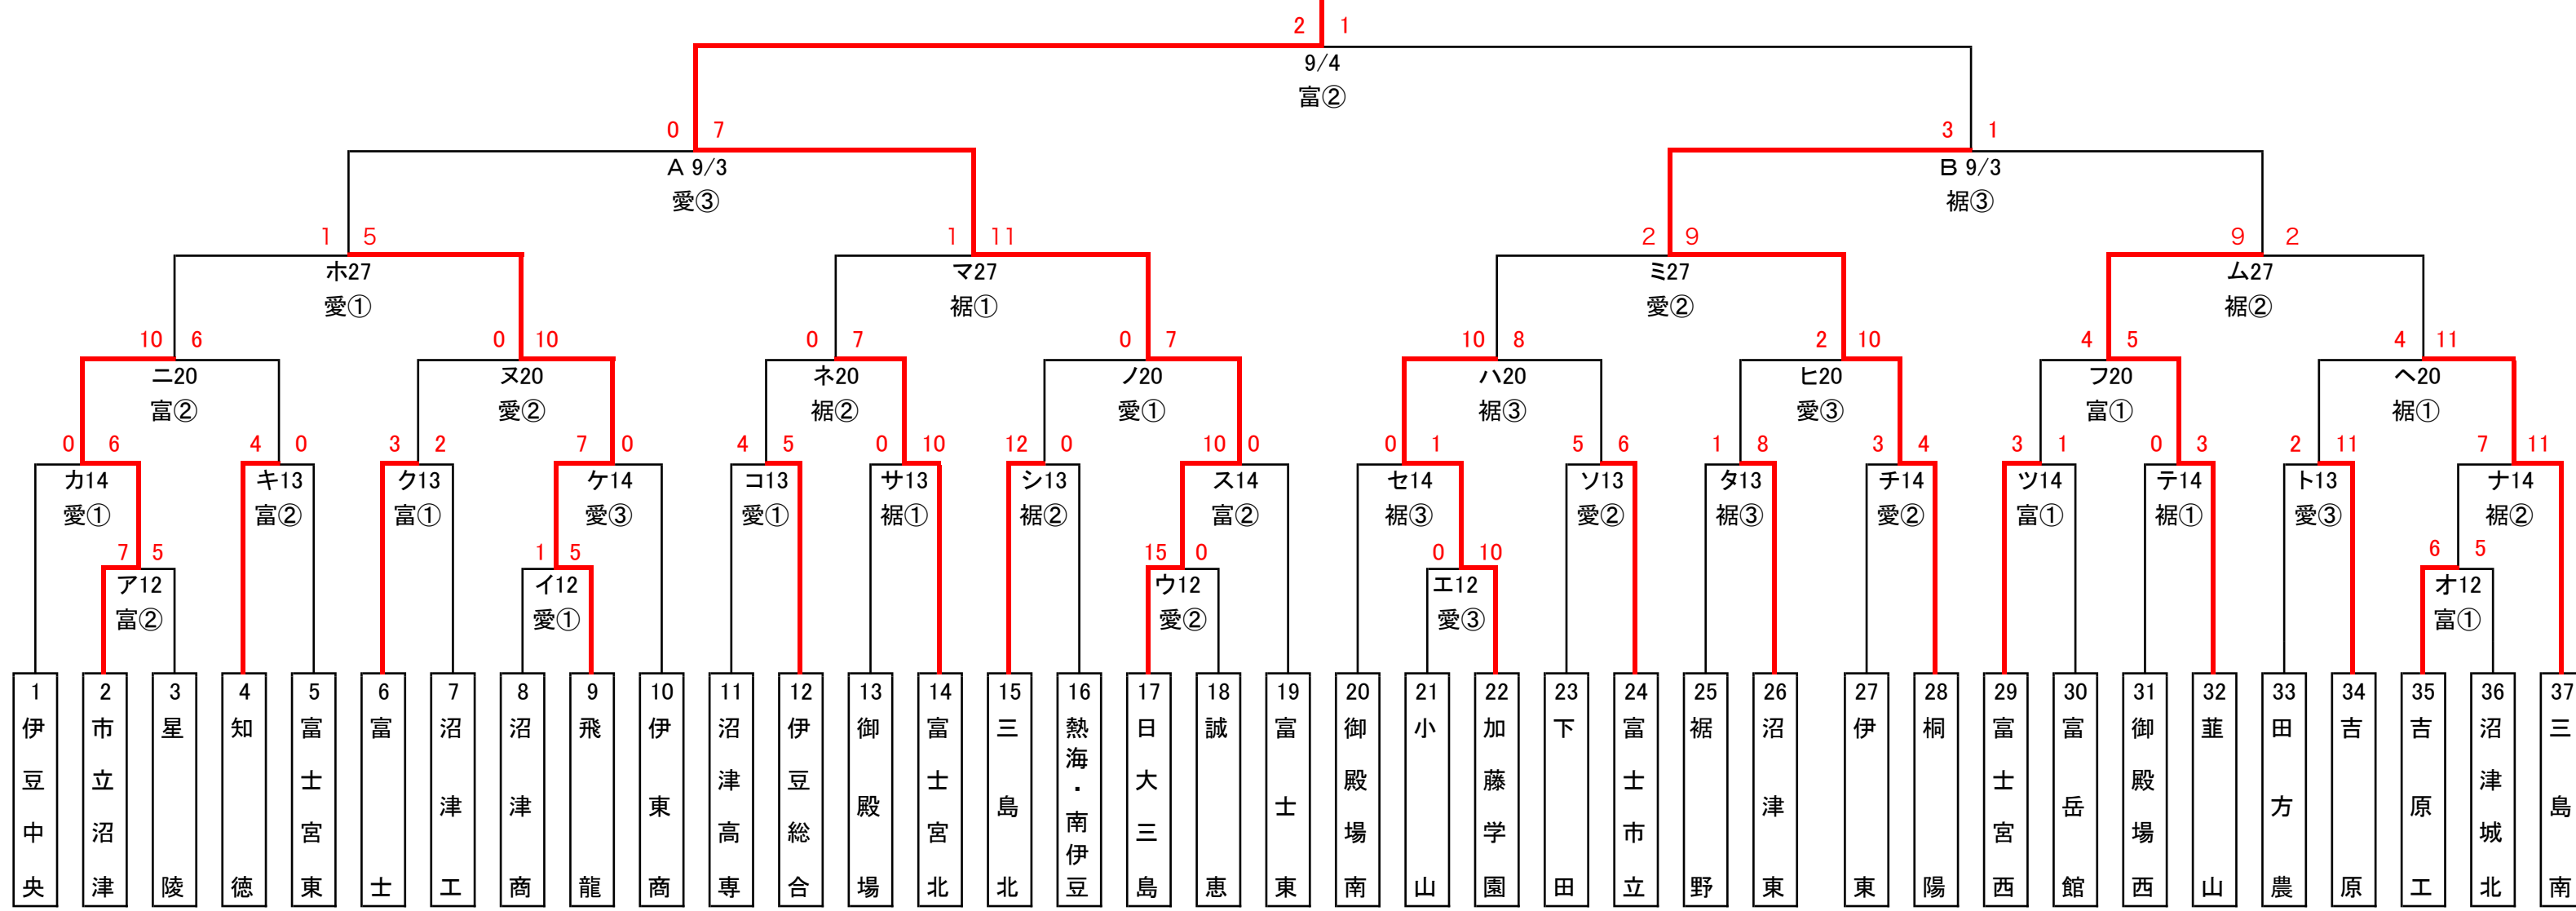 2 1
9/4
富②
0 7 3 1
A 9/3 B 9/3
愛③ 裾③
1 5 1 11 2 9 9 2
ホ27 マ27 ミ27 ム27
愛① 裾① 愛② 裾②
10 6 0 10 0 7 0 7 10 8 2 10 4 5 4 11
ニ20 ヌ20 ネ20 ノ20 ハ20 ヒ20 フ20 ヘ20
富② 愛② 裾② 愛① 裾③ 愛③ 富① 裾①
0 6 4 0 3 2 7 0 4 5 0 10 12 0 10 0 0 1 5 6 1 8 3 4 3 1 0 3 2 11 7 11
カ14 キ13 ク13 ケ14 コ13 サ13 シ13 ス14 セ14 ソ13 タ13 チ14 ツ14 テ14 ト13 ナ14
愛① 富② 富① 愛③ 愛① 裾① 裾② 富② 裾③ 愛② 裾③ 愛② 富① 裾① 愛③ 裾②
7 5 1 5 15 0 0 10 6 5
ア12 イ12 ウ12 エ12 オ12
富② 愛① 愛② 愛③ 富①
1 伊豆中央
2 市立沼津
3 星陵
4 知徳
5 富士宮東
6 富士
7 沼津工
8 沼津商
9 飛龍
10 伊東商
11 沼津高専
12 伊豆総合
13 御殿場
14 富士宮北
15 三島北
16 熱海・南伊豆
17 日大三島
18 誠恵
19 富士東
20 御殿場南
21 小山
22 加藤学園
23 下田
24 富士市立
25 裾野
26 沼津東
27 伊東
28 桐陽
29 富士宮西
30 富岳館
31 御殿場西
32 韮山
33 田方農
34 吉原
35 吉原工
36 沼津城北
37 三島南